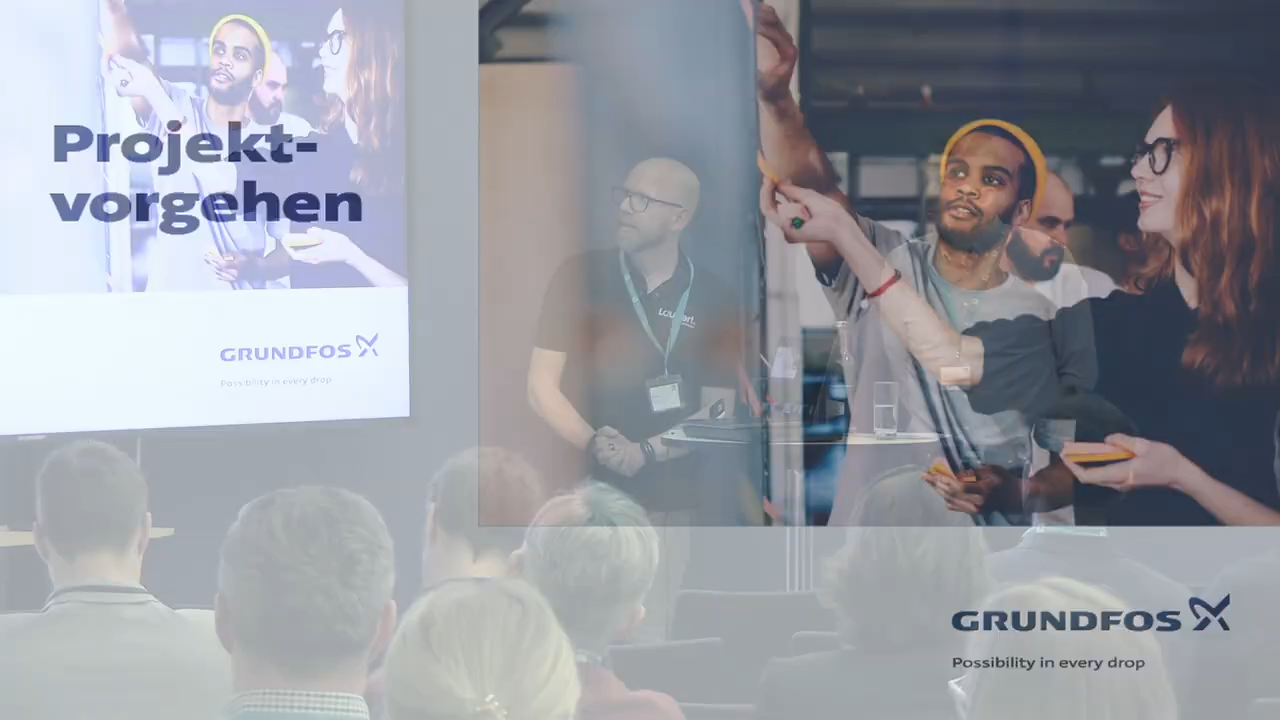 Projekt-
vorgehen
GRUNDFOS
Possibility in every drop
GRUNDFOS
Possibility in every drop